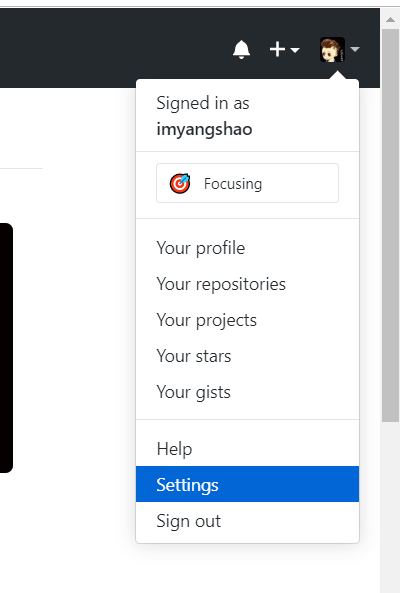 Signed in as
imyangshao
Focusing
Your profile
Your repositories
Your projects
Your stars
Your gists
Help
Settings
Sign out